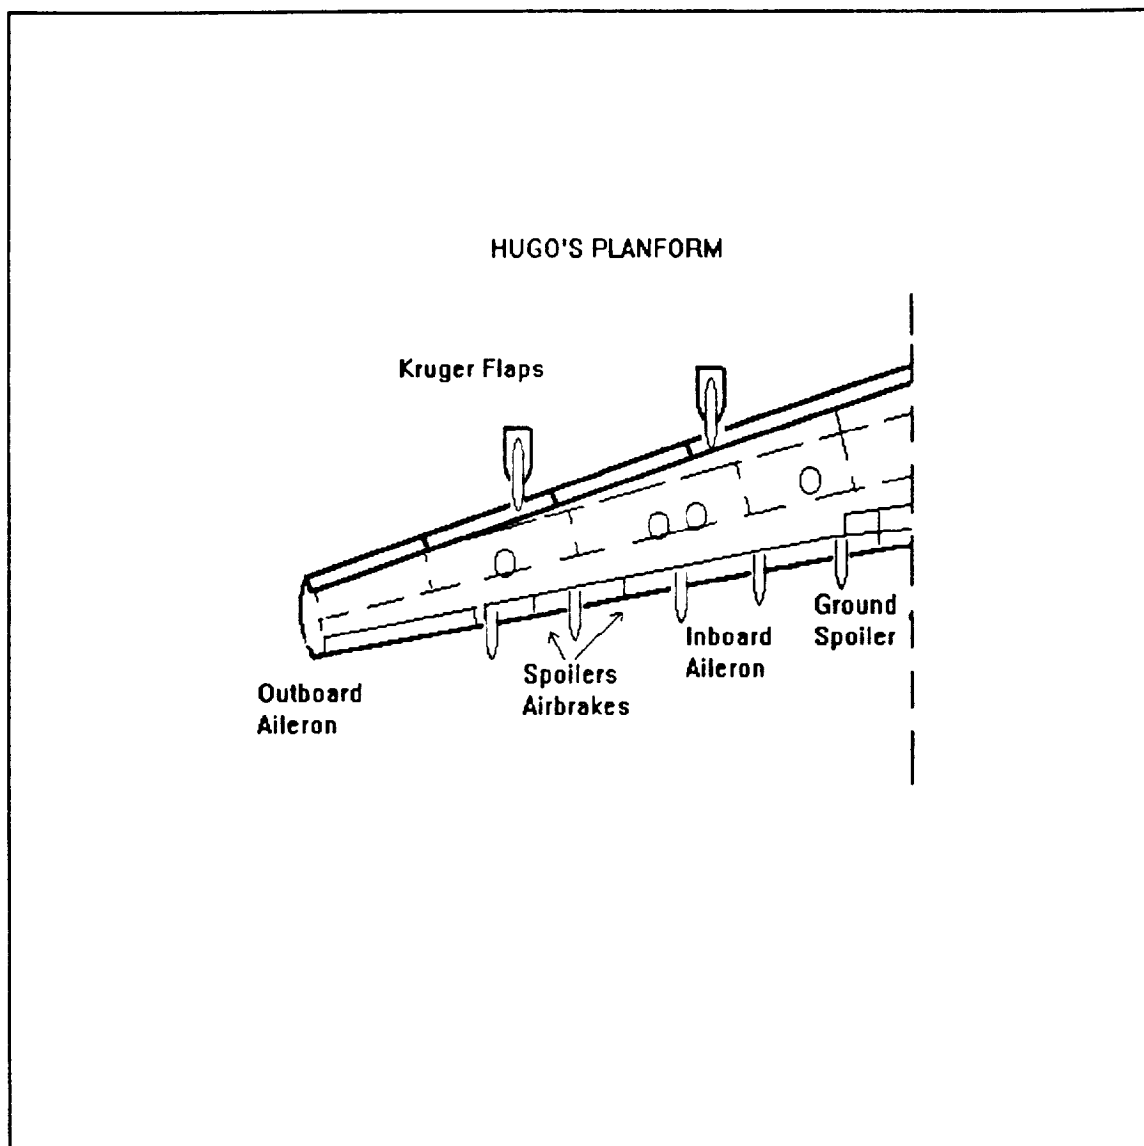 HUGO'S PLANFORM
Kruger Flaps
Ground
Spoiler
Inboard
Aileron
Spoilers
Airbrakes
Outboard
Aileron